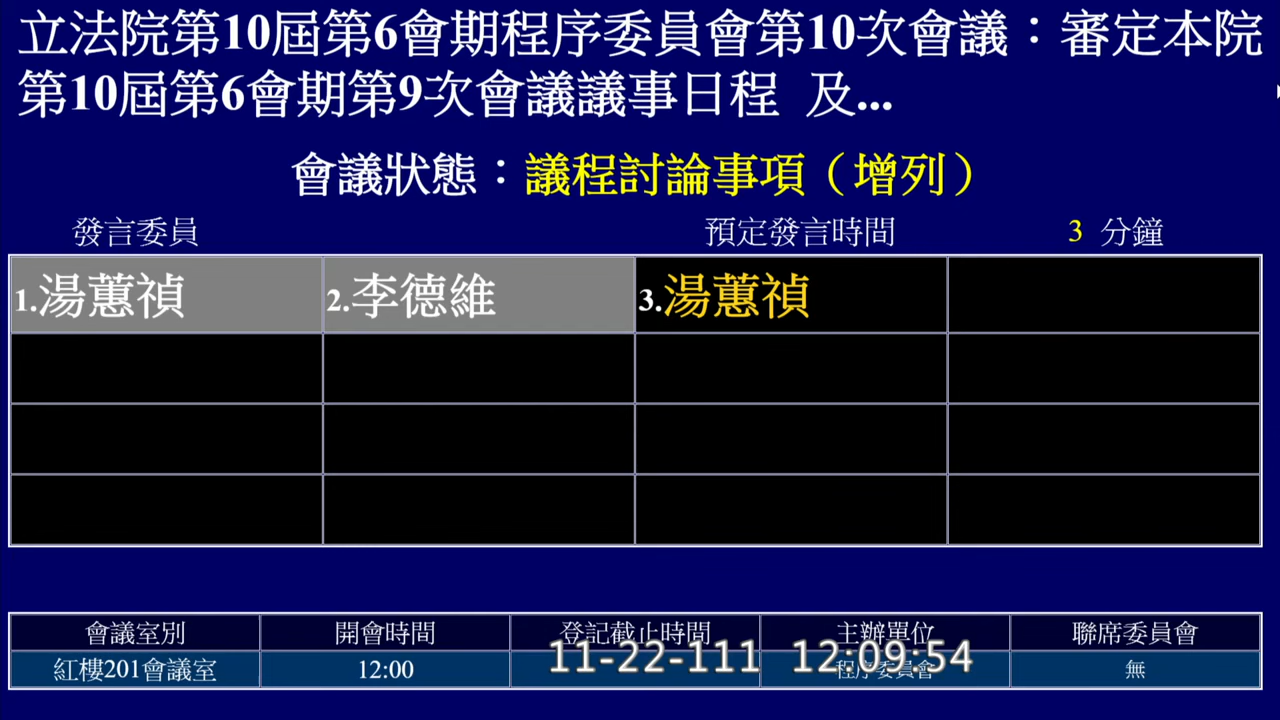 立法院第10屆第6會期程序委員會第10次會議：審定本院
第10屆第6會期第9次會議議事日程 及...
會議狀態：議程討論事項（增列）
發言委員 預定發言時間 3 分鐘
1.湯蕙禎 2.李德維 3.湯蕙禎
會議室別 開會時間 登記截止時間 主辦單位 聯席委員會
11-22-111 12:09:54
紅樓201會議室 12:00 程序委員會 無